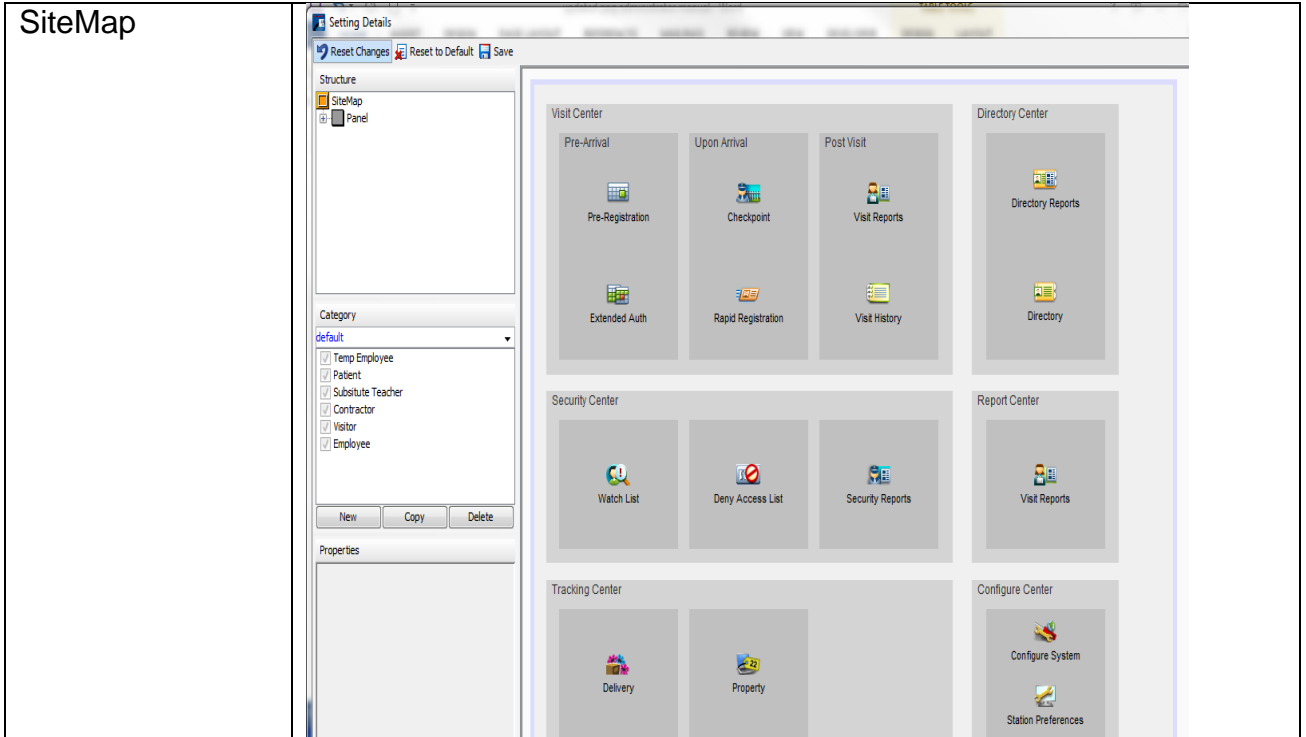 SiteMap
Setting Details
Reset Changes Reset to Default Save
Structure
SiteMap
Panel
Category
default
Temp Employee
Patient
Subsitute Teacher
Contractor
Visitor
Employee
New Copy Delete
Properties
Visit Center
Pre-Arrival Upon Arrival Post Visit
Pre-Registration Checkpoint Visit Reports
Extended Auth Rapid Registration Visit History
Directory Center
Directory Reports
Directory
Security Center
Watch List Deny Access List Security Reports
Report Center
Visit Reports
Tracking Center
Delivery Property
Configure Center
Configure System
Station Preferences